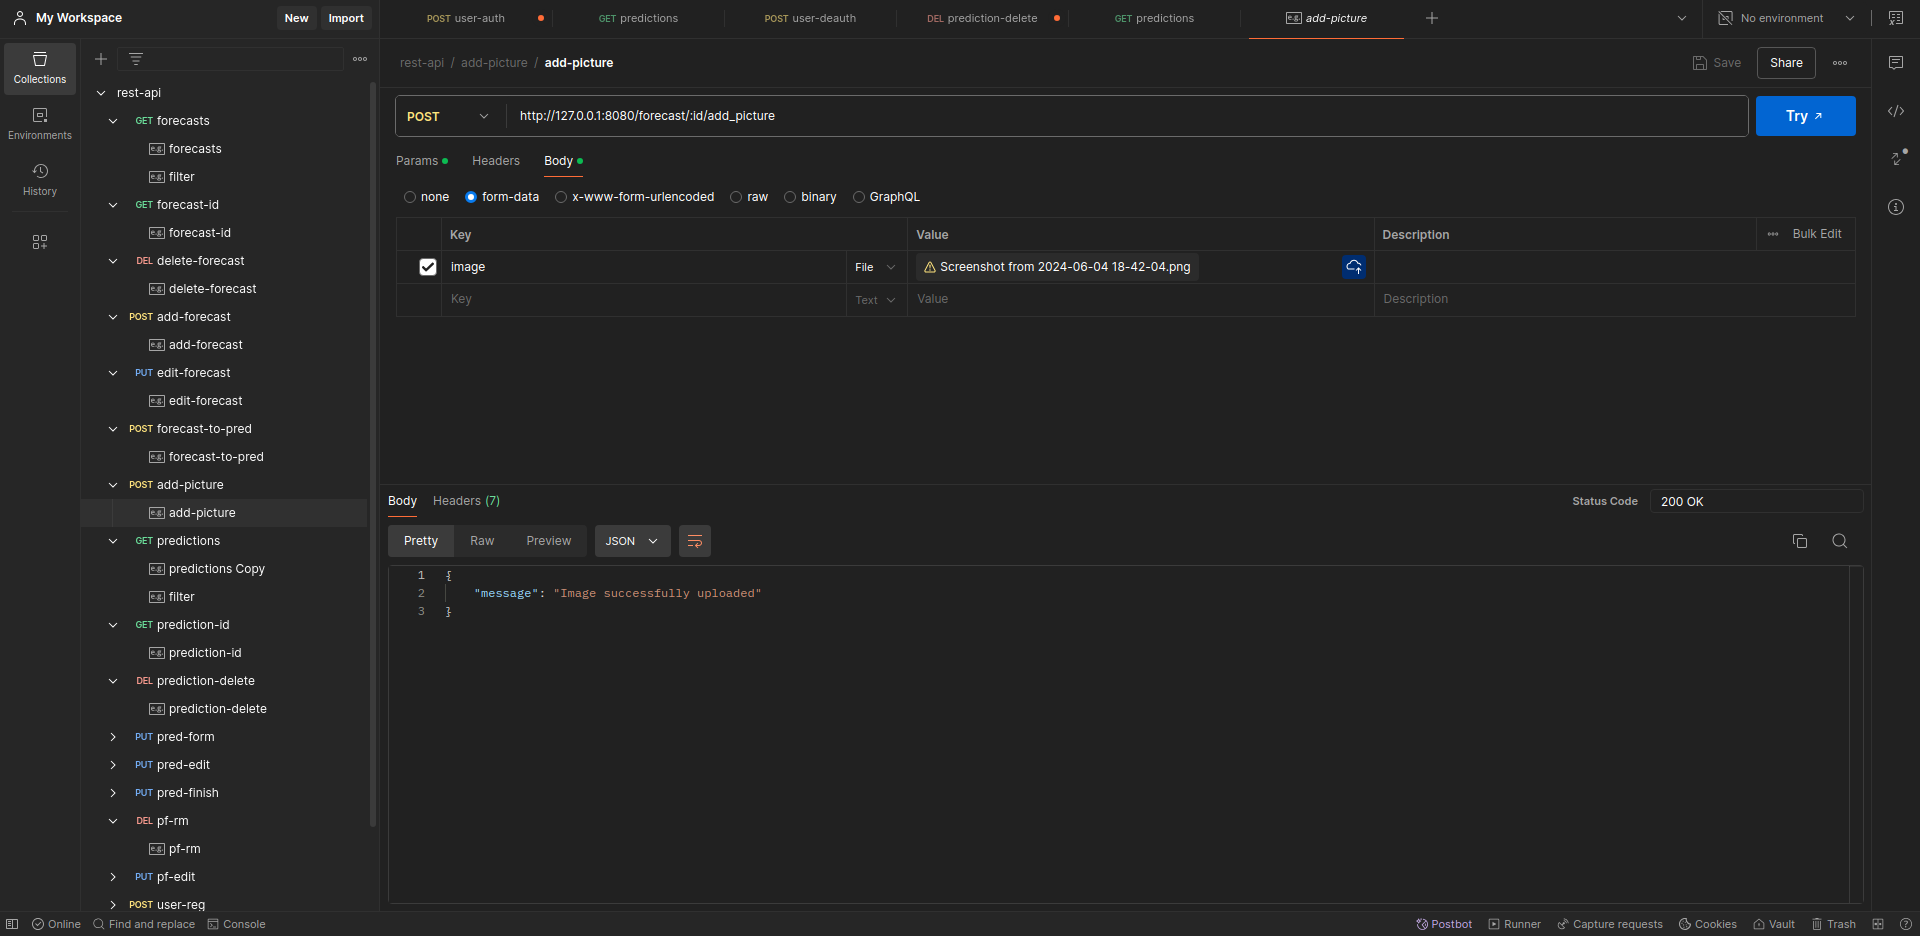 My Workspace
New
Import
POST user-auth
GET predictions
POST user-deauth
DEL prediction-delete
GET predictions
e.g. add-picture
No environment
Collections
Environments
History
rest-api
GET forecasts
e.g. forecasts
e.g. filter
GET forecast-id
e.g. forecast-id
DEL delete-forecast
e.g. delete-forecast
POST add-forecast
e.g. add-forecast
PUT edit-forecast
e.g. edit-forecast
POST forecast-to-pred
e.g. forecast-to-pred
POST add-picture
e.g. add-picture
GET predictions
e.g. predictions Copy
e.g. filter
GET prediction-id
e.g. prediction-id
DEL prediction-delete
e.g. prediction-delete
PUT pred-form
PUT pred-edit
PUT pred-finish
DEL pf-rm
e.g. pf-rm
PUT pf-edit
POST user-reg
rest-api / add-picture / add-picture
Save
Share
POST
http://127.0.0.1:8080/forecast/:id/add_picture
Try
Params
Headers
Body
none
form-data
x-www-form-urlencoded
raw
binary
GraphQL
Key
Value
Description
Bulk Edit
image
File
Screenshot from 2024-06-04 18-42-04.png
Key
Text
Value
Description
Body
Headers (7)
Status Code
200 OK
Pretty
Raw
Preview
JSON
1 {
2 "message": "Image successfully uploaded"
3 }
Online
Find and replace
Console
Postbot
Runner
Capture requests
Cookies
Vault
Trash